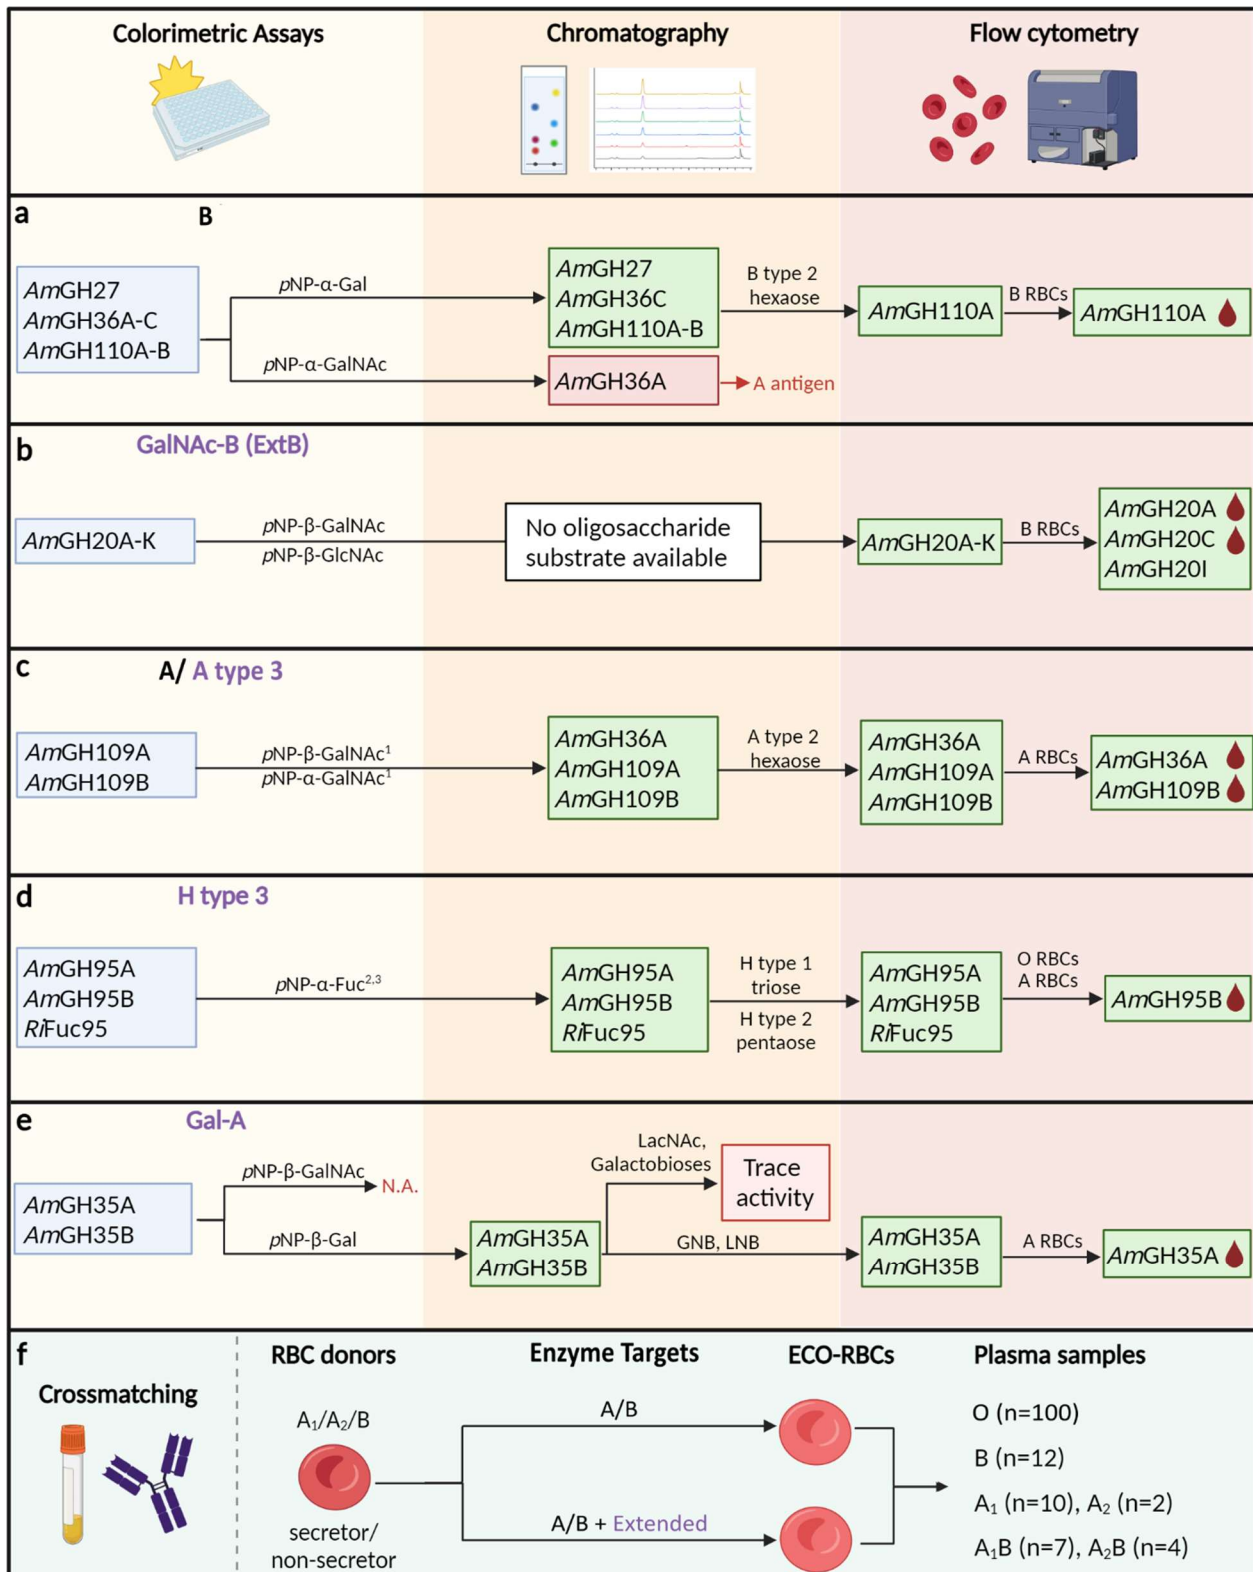 Colorimetric Assays
Chromatography
Flow cytometry
a
B
AmGH27
AmGH36A-C
AmGH110A-B
pNP-α-Gal
pNP-α-GalNAc
AmGH27
AmGH36C
AmGH110A-B
AmGH36A
A antigen
B type 2
hexaose
AmGH110A
B RBCs
AmGH110A
b
GalNAc-B (ExtB)
AmGH20A-K
pNP-β-GalNAc
pNP-β-GlcNAc
No oligosaccharide
substrate available
AmGH20A-K
B RBCs
AmGH20A
AmGH20C
AmGH20I
c
A/ A type 3
AmGH109A
AmGH109B
pNP-β-GalNAc¹
pNP-α-GalNAc¹
AmGH36A
AmGH109A
AmGH109B
A type 2
hexaose
AmGH36A
AmGH109A
AmGH109B
A RBCs
AmGH36A
AmGH109B
d
H type 3
AmGH95A
AmGH95B
RiFuc95
pNP-α-Fuc²,³
AmGH95A
AmGH95B
RiFuc95
H type 1
triose
H type 2
pentaose
AmGH95A
AmGH95B
RiFuc95
O RBCs
A RBCs
AmGH95B
e
Gal-A
AmGH35A
AmGH35B
pNP-β-GalNAc
N.A.
pNP-β-Gal
AmGH35A
AmGH35B
LacNAc,
Galactobioses
Trace
activity
GNB, LNB
AmGH35A
AmGH35B
A RBCs
AmGH35A
f
Crossmatching
RBC donors
A₁/A₂/B
secretor/
non-secretor
Enzyme Targets
A/B
A/B + Extended
ECO-RBCs
Plasma samples
O (n=100)
B (n=12)
A₁ (n=10), A₂ (n=2)
A₁B (n=7), A₂B (n=4)